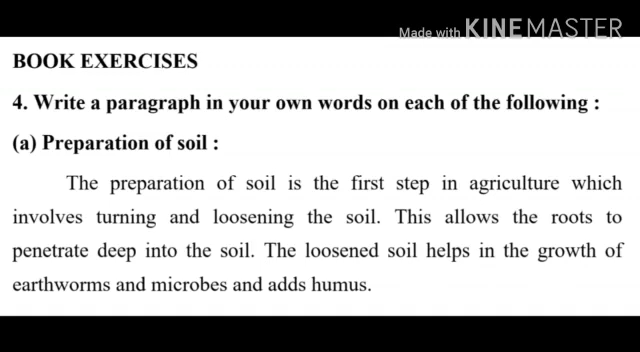 Made with KINEMASTER
BOOK EXERCISES
4. Write a paragraph in your own words on each of the following :
(a) Preparation of soil :
The preparation of soil is the first step in agriculture which
involves turning and loosening the soil. This allows the roots to
penetrate deep into the soil. The loosened soil helps in the growth of
earthworms and microbes and adds humus.